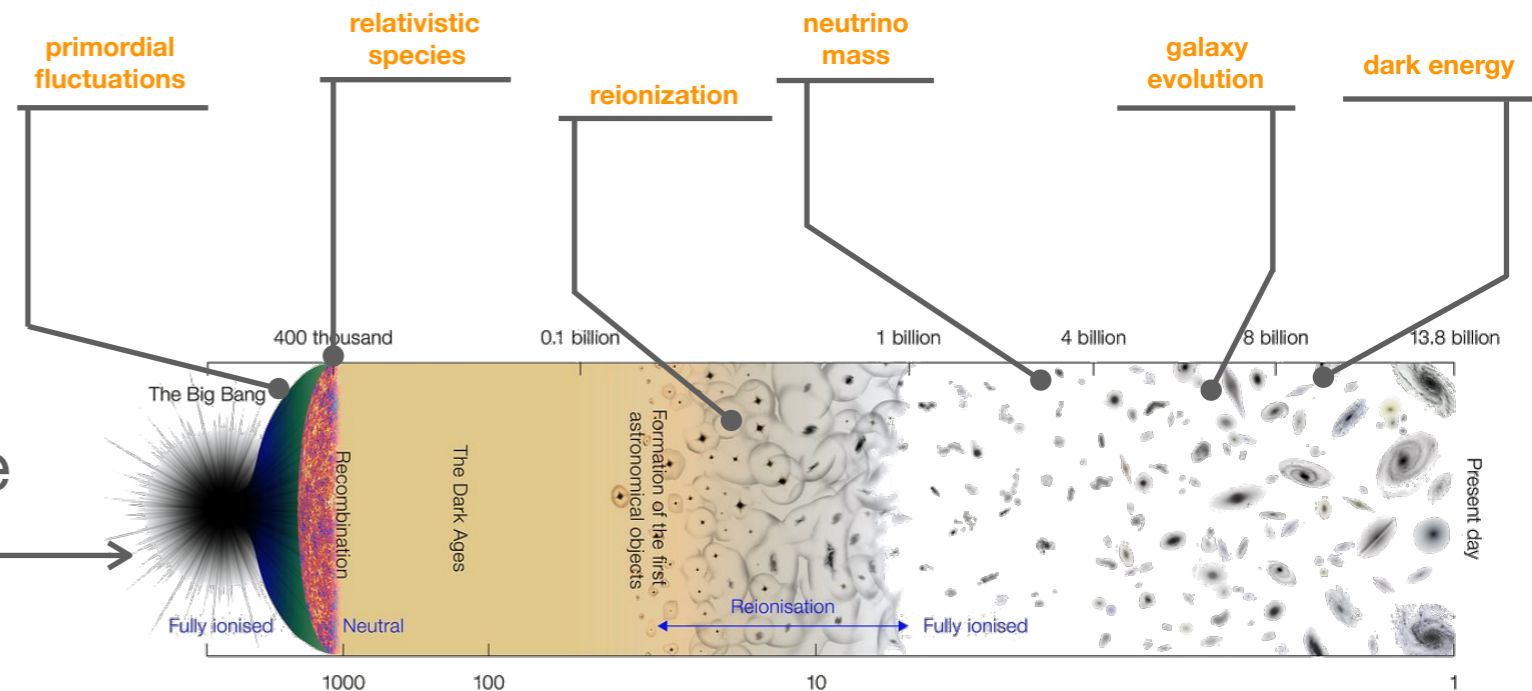 primordial
fluctuations
relativistic
species
reionization
neutrino
mass
galaxy
evolution
dark energy
400 thousand
0.1 billion
1 billion
4 billion
8 billion
13.8 billion
The Big Bang
e
Recombination
The Dark Ages
Formation of the first
astronomical objects
Present day
Fully ionised
Neutral
Reionisation
Fully ionised
1000
100
10
1